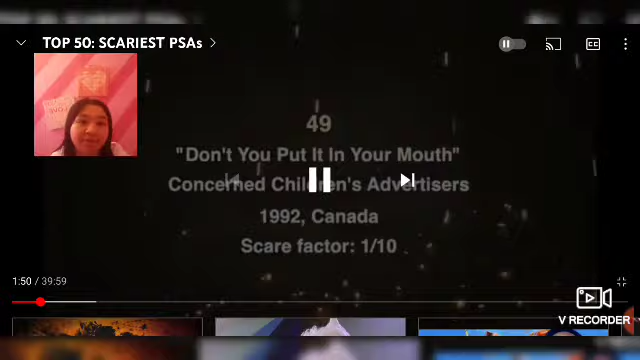 TOP 50: SCARIEST PSAs
CC
49
"Don't You Put It In Your Mouth"
Concerned Children's Advertisers
1992, Canada
Scare factor: 1/10
1:50 / 39:59
V RECORDER